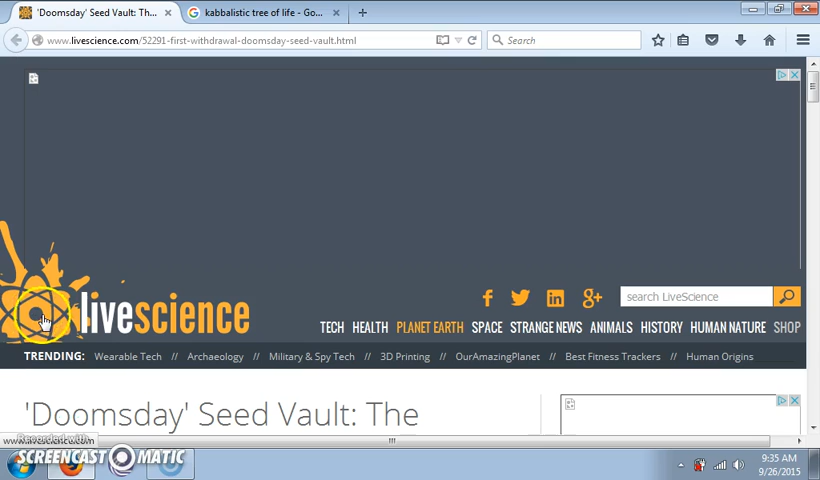 'Doomsday' Seed Vault: Th...
kabbalistic tree of life - Go...
www.livescience.com/52291-first-withdrawal-doomsday-seed-vault.html
Search
livescience
search LiveScience
TECH HEALTH PLANET EARTH SPACE STRANGE NEWS ANIMALS HISTORY HUMAN NATURE SHOP
TRENDING: Wearable Tech // Archaeology // Military & Spy Tech // 3D Printing // OurAmazingPlanet // Best Fitness Trackers // Human Origins
'Doomsday' Seed Vault: The
www.livescience.com
Recorded with
SCREENCAST MATIC
9:35 AM
9/26/2015